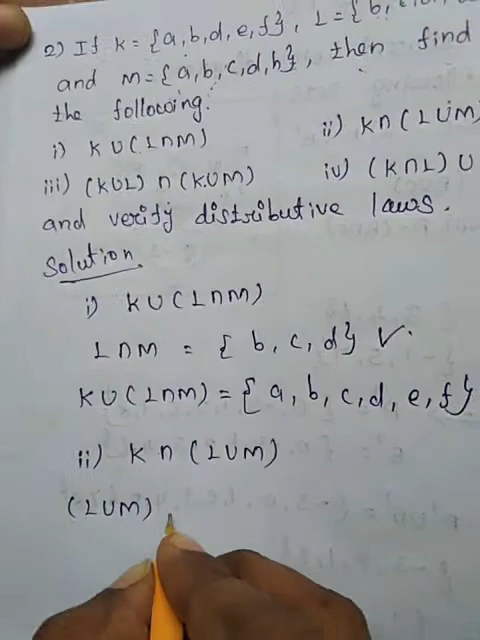 2) If K = {a, b, d, e, f}, L = {b,
and M = {a, b, c, d, h}, then find
the following:
i) K ∪ (L ∩ M) ii) K ∩ (L ∪ M)
iii) (K ∪ L) ∩ (K ∪ M) iv) (K ∩ L) ∪
and verify distributive laws.
Solution.
i) K ∪ (L ∩ M)
L ∩ M = { b, c, d} ✓.
K ∪ (L ∩ M) = { a, b, c, d, e, f}
ii) K ∩ (L ∪ M)
(L ∪ M)